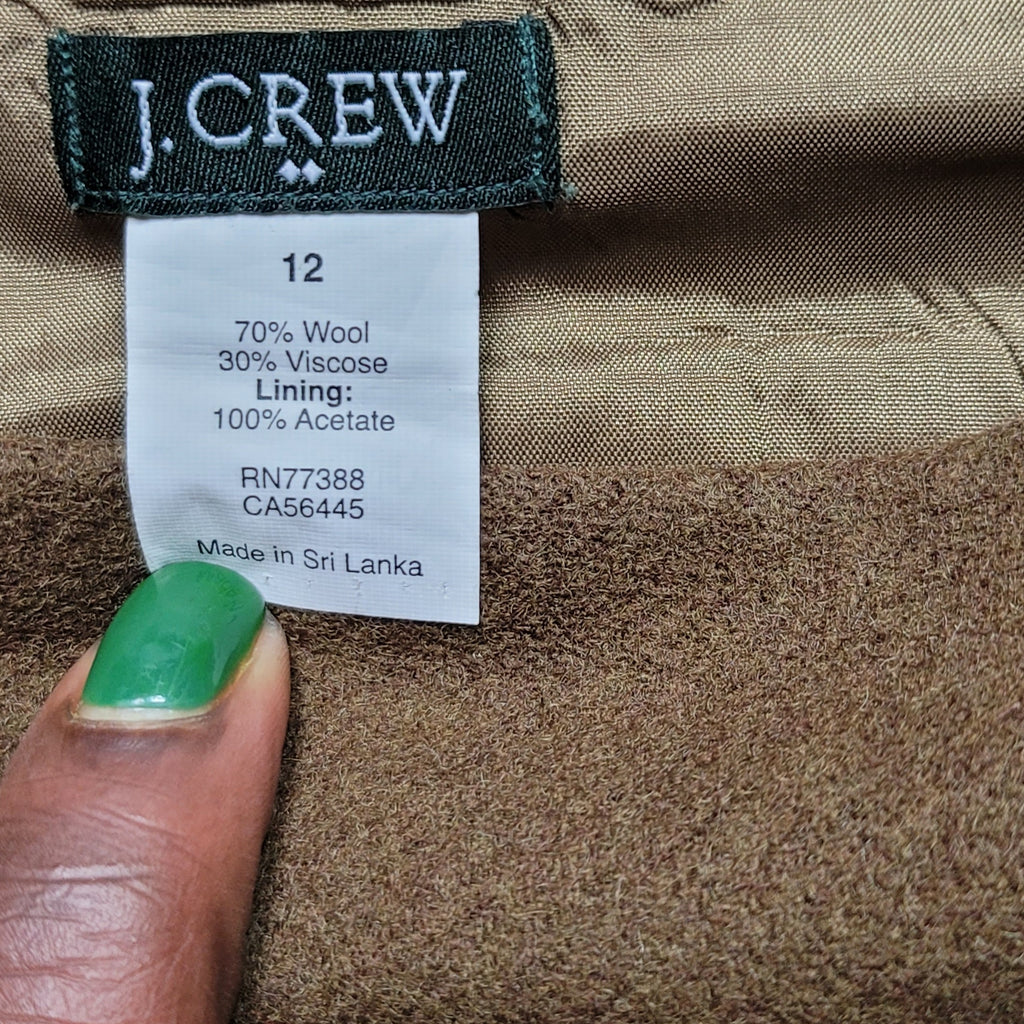 J.CREW
12
70% Wool
30% Viscose
Lining:
100% Acetate
RN77388
CA56445
Made in Sri Lanka